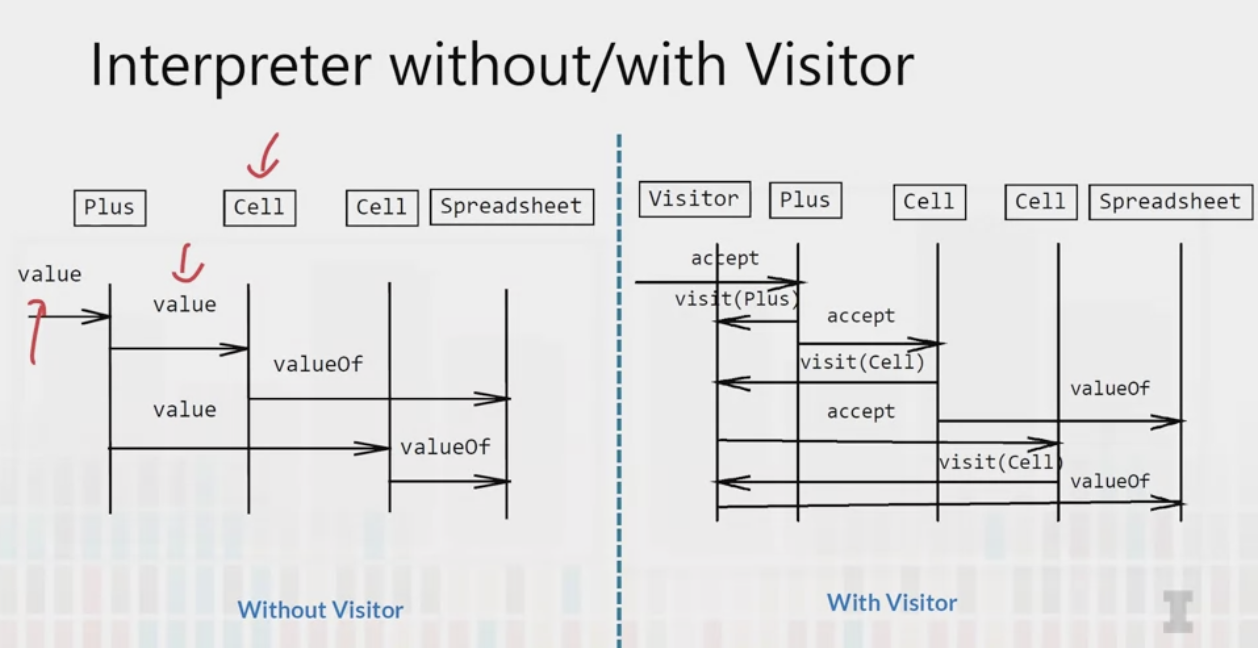 Interpreter without/with Visitor
Plus
Cell
Cell
Spreadsheet
value
value
valueOf
value
valueOf
Without Visitor
Visitor
Plus
Cell
Cell
Spreadsheet
accept
visit(Plus)
accept
visit(Cell)
valueOf
accept
visit(Cell)
valueOf
With Visitor
I